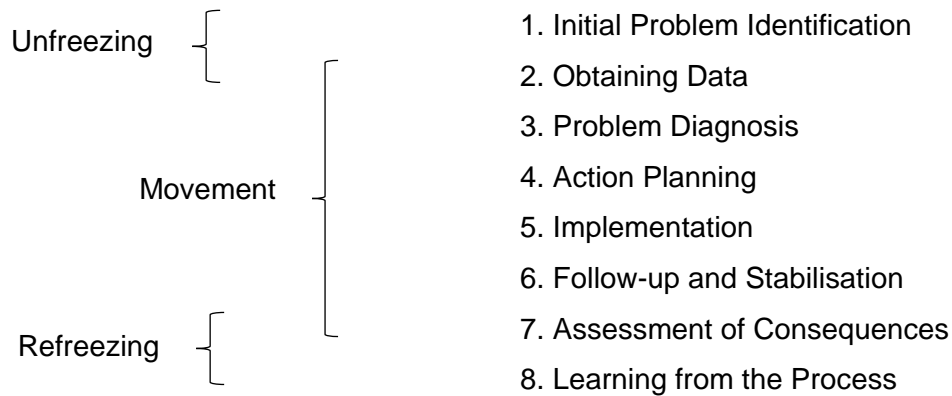 Unfreezing
Movement
Refreezing
1. Initial Problem Identification
2. Obtaining Data
3. Problem Diagnosis
4. Action Planning
5. Implementation
6. Follow-up and Stabilisation
7. Assessment of Consequences
8. Learning from the Process